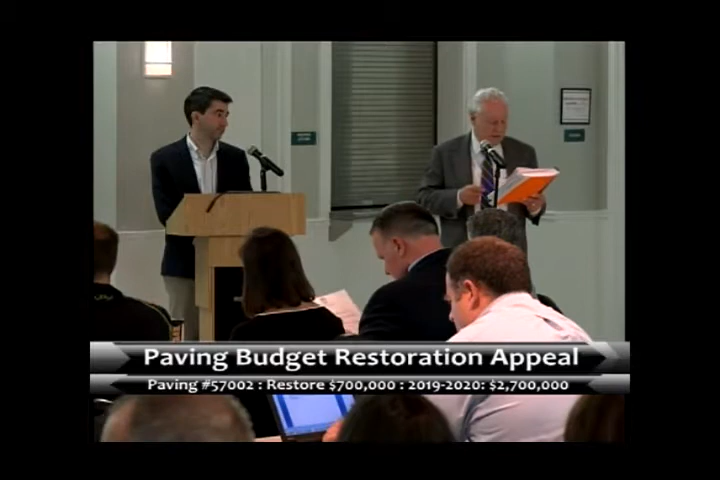 Paving Budget Restoration Appeal
Paving #57002 : Restore $700,000 : 2019-2020: $2,700,000